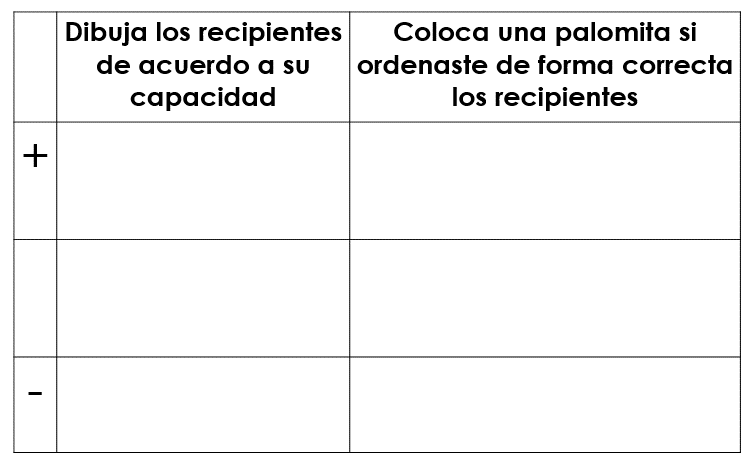 Dibuja los recipientes
de acuerdo a su
capacidad
Coloca una palomita si
ordenaste de forma correcta
los recipientes
+
-